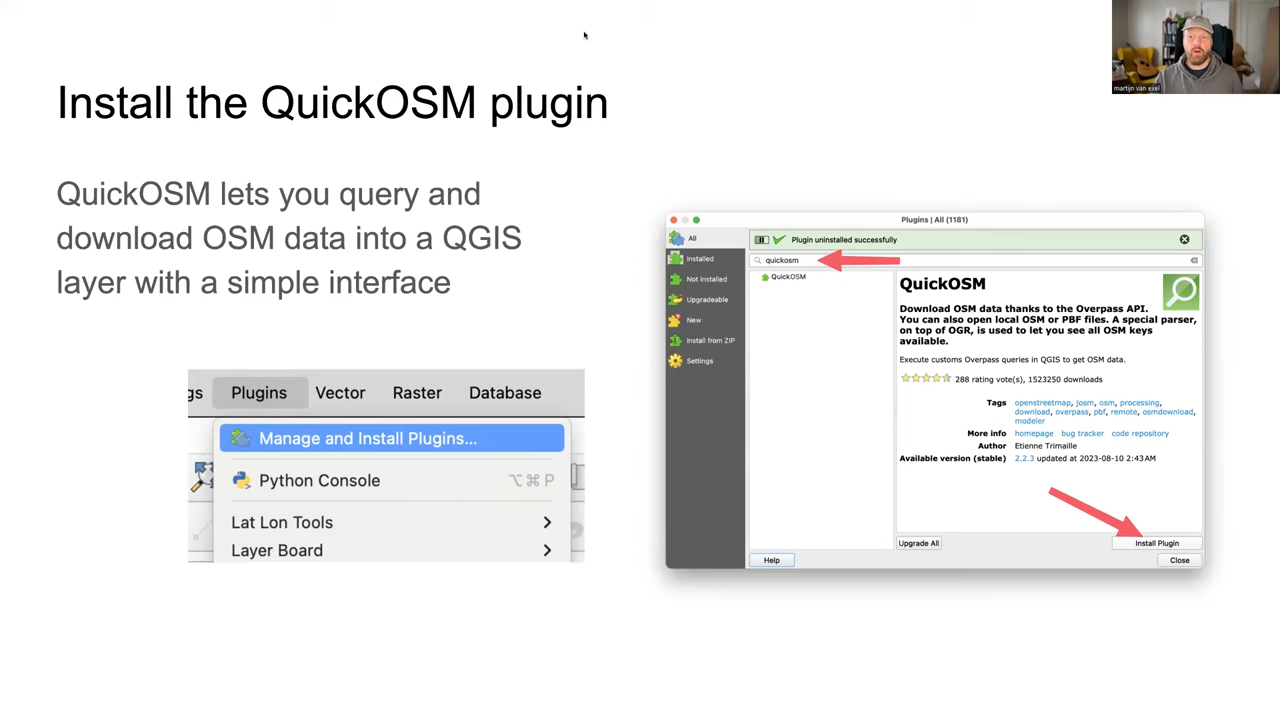 martijn van exel
Install the QuickOSM plugin
QuickOSM lets you query and
download OSM data into a QGIS
layer with a simple interface
gs Plugins Vector Raster Database
Manage and Install Plugins...
Python Console ⌥⌘P
Lat Lon Tools
Layer Board
Plugins | All (1181)
All
Installed
Not installed
Upgradeable
New
Install from ZIP
Settings
Plugin uninstalled successfully
quickosm
QuickOSM
QuickOSM
Download OSM data thanks to the Overpass API.
You can also open local OSM or PBF files. A special parser,
on top of OGR, is used to let you see all OSM keys
available.
Execute customs Overpass queries in QGIS to get OSM data.
288 rating vote(s), 1523250 downloads
Tags openstreetmap, josm, osm, processing,
download, overpass, pbf, remote, osmdownload,
modeler
More info homepage bug tracker code repository
Author Etienne Trimaille
Available version (stable) 2.2.3 updated at 2023-08-10 2:43 AM
Upgrade All Install Plugin
Help Close